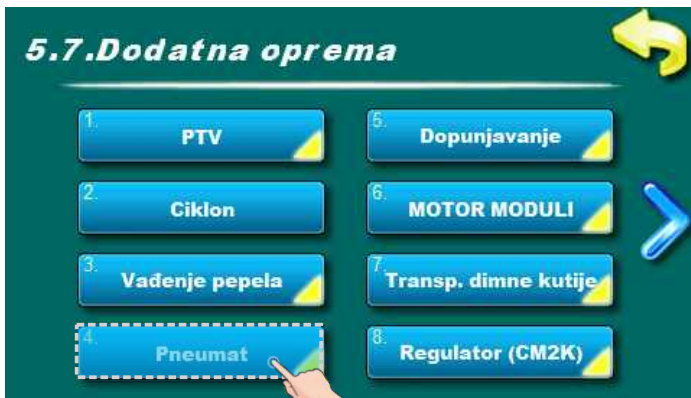 5.7.Dodatna oprema
1. PTV
2. Ciklon
3. Vađenje pepela
4. Pneumat
5. Dopunjavanje
6. MOTOR MODULI
7. Transp. dimne kutije
8. Regulator (CM2K)